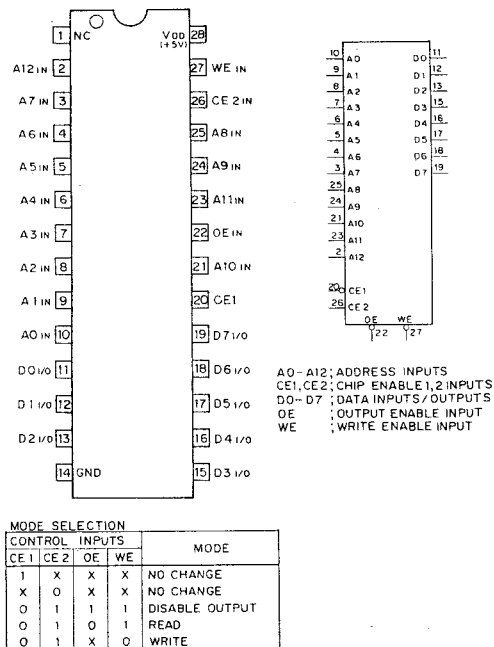 1 NC VDD 28
(+5V)
A12 IN 2 27 WE IN
A7 IN 3 26 CE 2 IN
A6 IN 4 25 A8 IN
A5 IN 5 24 A9 IN
A4 IN 6 23 A11 IN
A3 IN 7 22 OE IN
A2 IN 8 21 A10 IN
A1 IN 9 20 CE1
A0 IN 10 19 D7 I/O
D0 I/O 11 18 D6 I/O
D1 I/O 12 17 D5 I/O
D2 I/O 13 16 D4 I/O
14 GND 15 D3 I/O
10 A0 D0 11
9 A1 D1 12
8 A2 D2 13
7 A3 D3 15
6 A4 D4 16
5 A5 D5 17
4 A6 D6 18
3 A7 D7 19
25 A8
24 A9
21 A10
23 A11
2 A12
20 CE1
26 CE2
OE WE
22 27
A0-A12; ADDRESS INPUTS
CE1,CE2; CHIP ENABLE 1,2 INPUTS
D0-D7 ; DATA INPUTS/OUTPUTS
OE ; OUTPUT ENABLE INPUT
WE ; WRITE ENABLE INPUT
MODE SELECTION
CONTROL INPUTS MODE
CE1 CE2 OE WE
1 X X X NO CHANGE
X 0 X X NO CHANGE
0 1 1 1 DISABLE OUTPUT
0 1 0 1 READ
0 1 X 0 WRITE